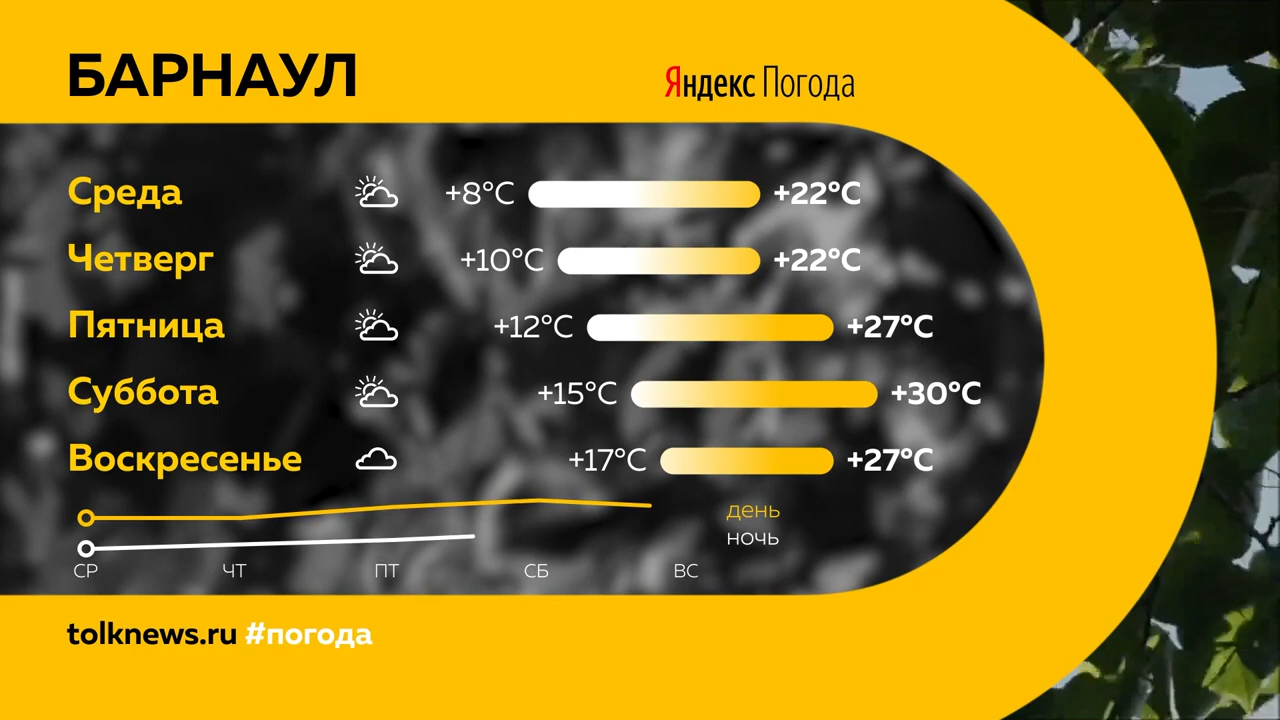 БАРНАУЛ
Яндекс Погода
Среда +8°C +22°C
Четверг +10°C +22°C
Пятница +12°C +27°C
Суббота +15°C +30°C
Воскресенье +17°C +27°C
день
ночь
СР ЧТ ПТ СБ ВС
tolknews.ru #погода